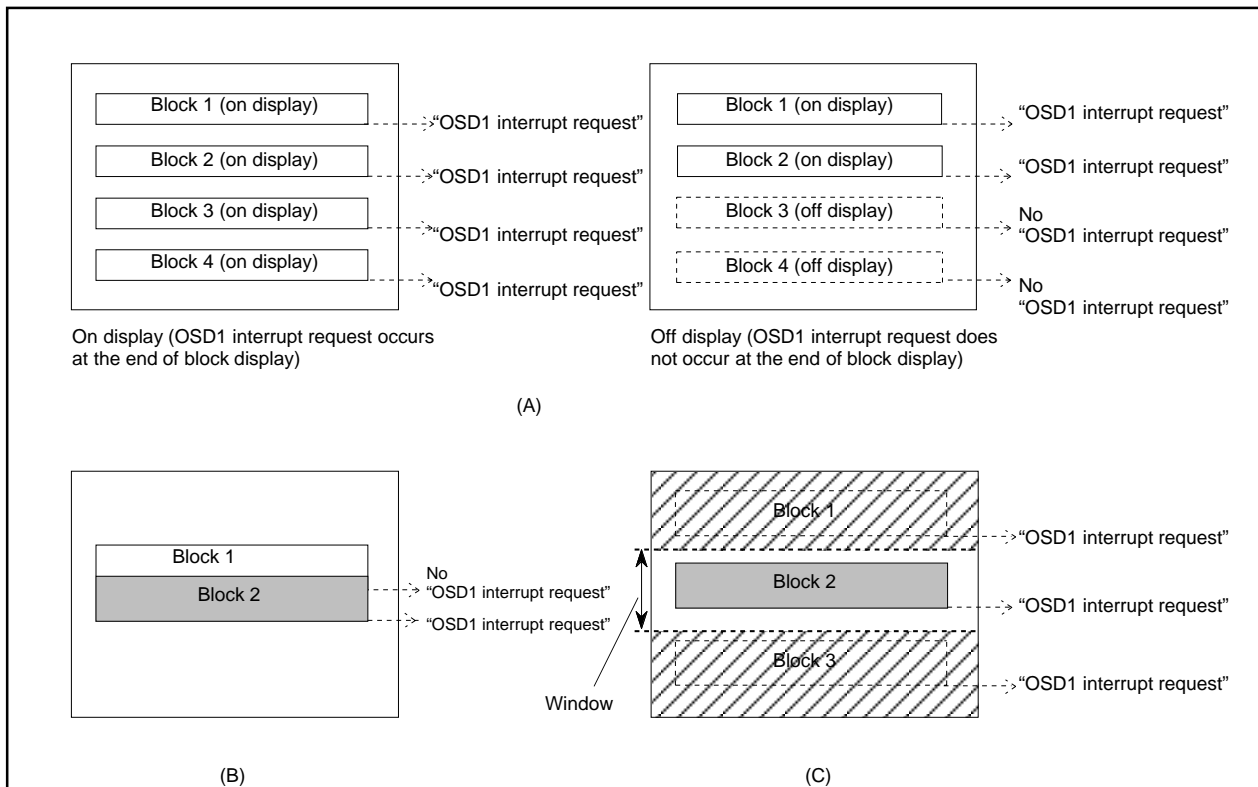 Block 1 (on display)
“OSD1 interrupt request”
Block 2 (on display)
“OSD1 interrupt request”
Block 3 (on display)
“OSD1 interrupt request”
Block 4 (on display)
“OSD1 interrupt request”
On display (OSD1 interrupt request occurs
at the end of block display)
Block 1 (on display)
“OSD1 interrupt request”
Block 2 (on display)
“OSD1 interrupt request”
Block 3 (off display)
No
“OSD1 interrupt request”
Block 4 (off display)
No
“OSD1 interrupt request”
Off display (OSD1 interrupt request does
not occur at the end of block display)
(A)
Block 1
Block 2
No
“OSD1 interrupt request”
“OSD1 interrupt request”
(B)
Block 1
“OSD1 interrupt request”
Block 2
“OSD1 interrupt request”
Block 3
“OSD1 interrupt request”
Window
(C)